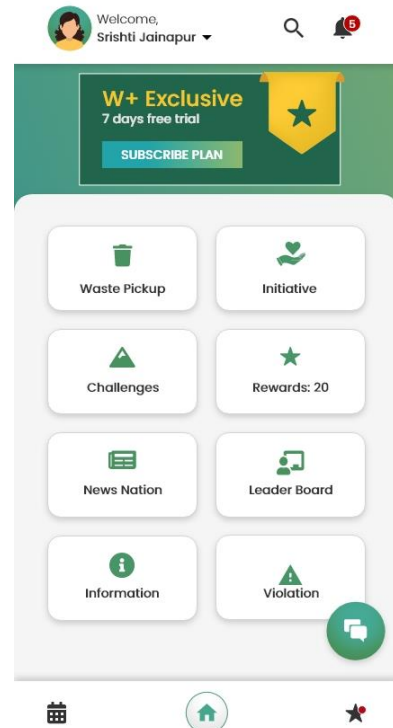 Welcome,
Srishti Jainapur
5
W+ Exclusive
7 days free trial
SUBSCRIBE PLAN
Waste Pickup
Initiative
Challenges
Rewards: 20
News Nation
Leader Board
Information
Violation